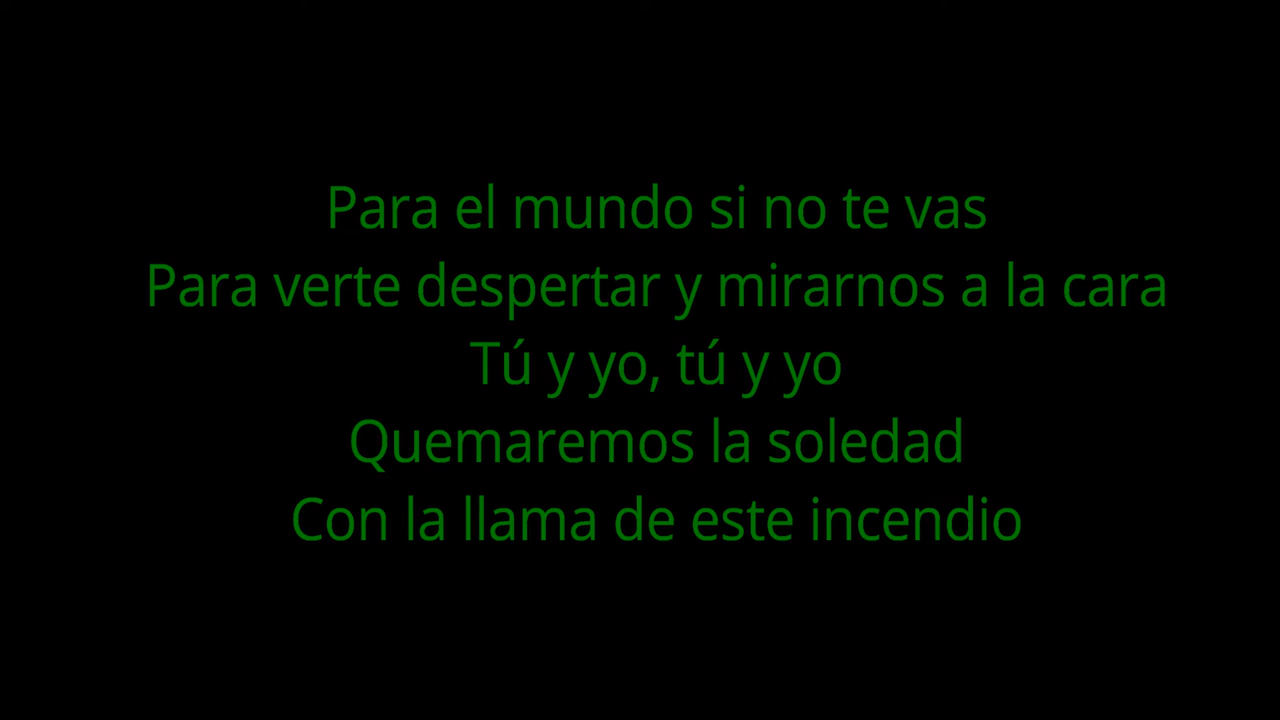 Para el mundo si no te vas
Para verte despertar y mirarnos a la cara
Tú y yo, tú y yo
Quemaremos la soledad
Con la llama de este incendio